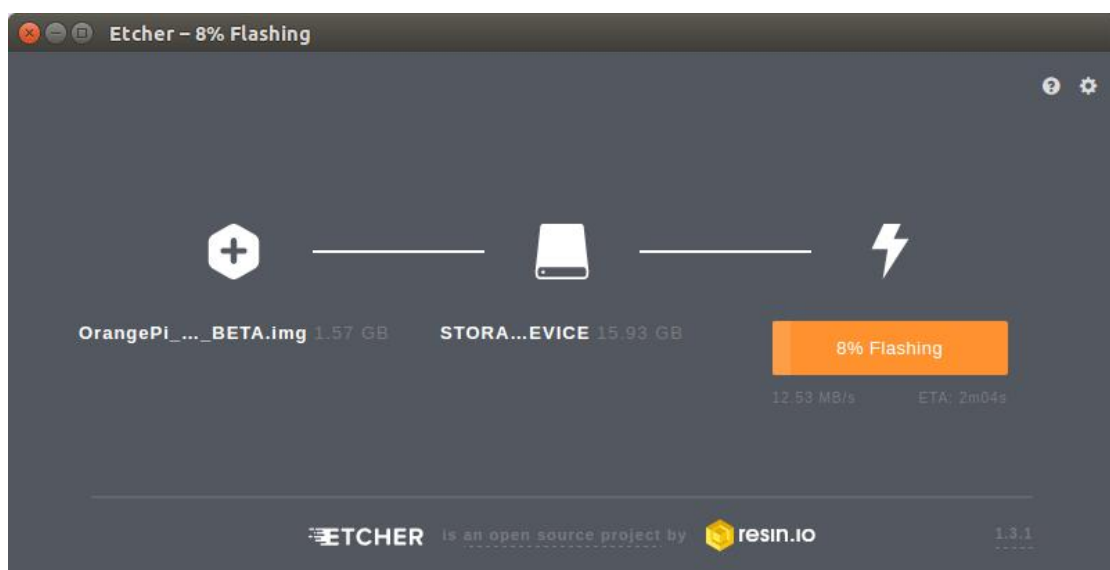 Etcher – 8% Flashing
OrangePi_..._BETA.img 1.57 GB
STORA...EVICE 15.93 GB
8% Flashing
12.53 MB/s
ETA: 2m04s
ETCHER is an open source project by resin.io
1.3.1